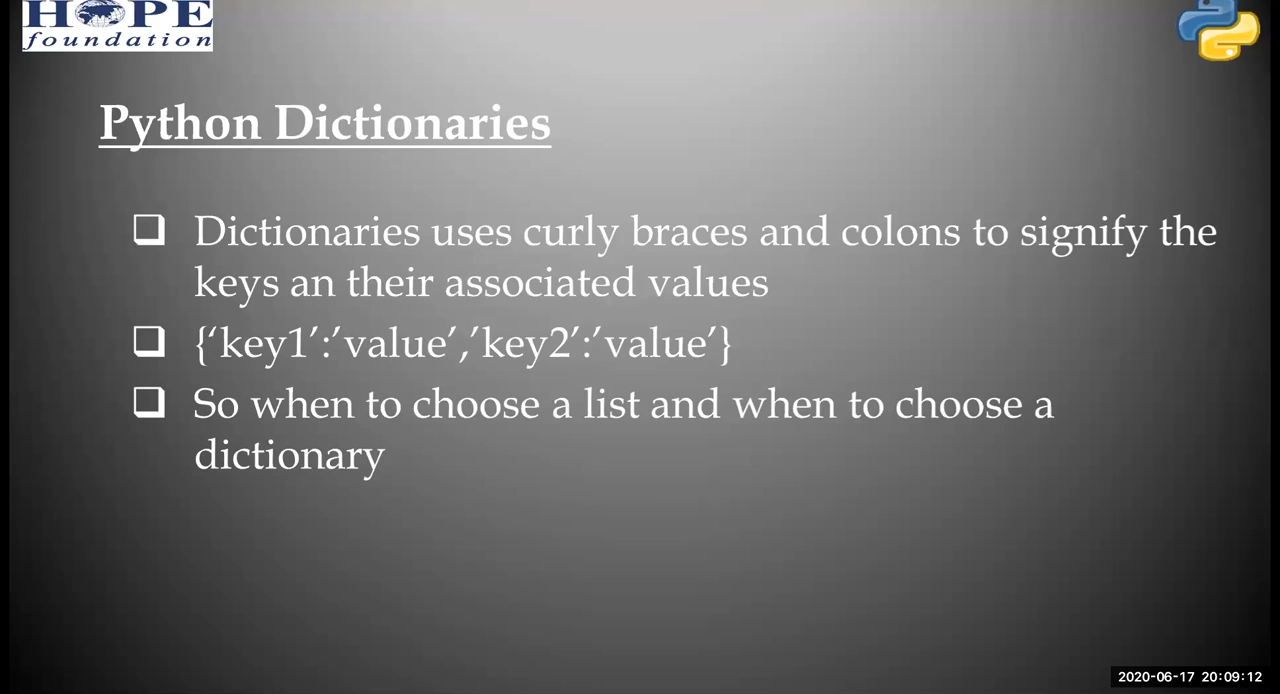 HOPE
foundation
Python Dictionaries
❑ Dictionaries uses curly braces and colons to signify the
keys an their associated values
❑ {‘key1’:’value’,’key2’:’value’}
❑ So when to choose a list and when to choose a
dictionary
2020-06-17 20:09:12